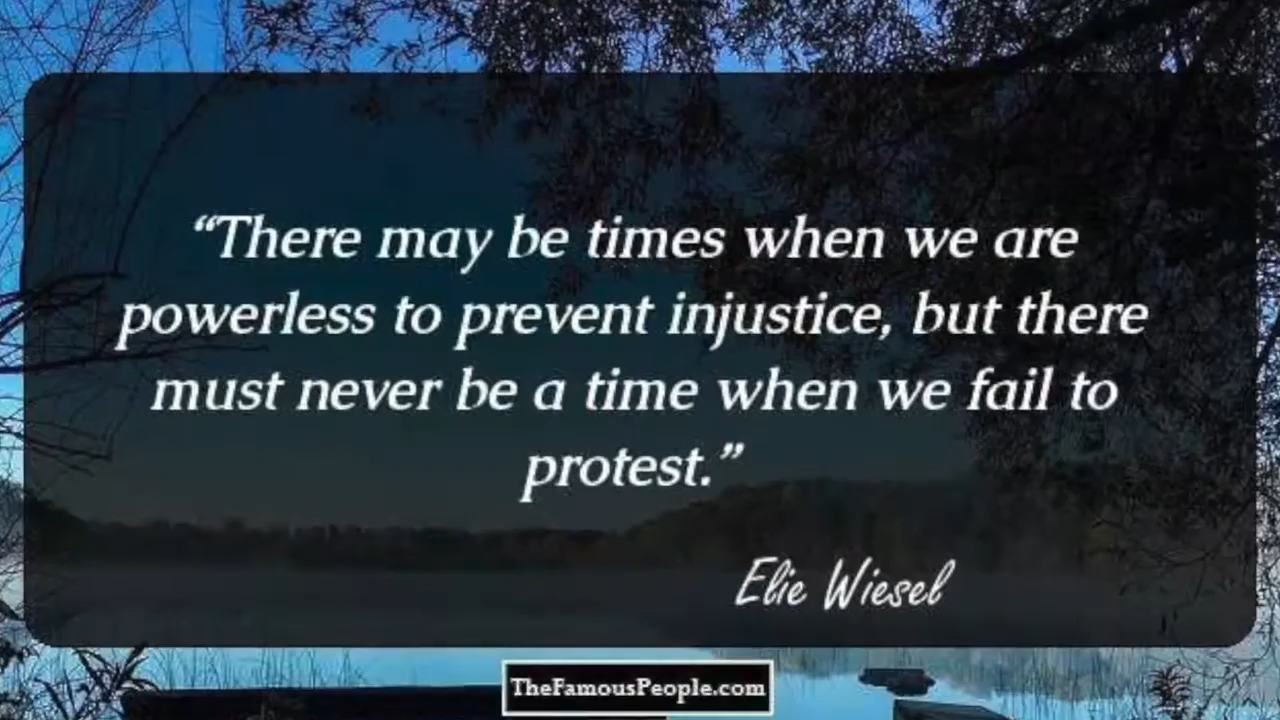 “There may be times when we are
powerless to prevent injustice, but there
must never be a time when we fail to
protest.”
Elie Wiesel
TheFamousPeople.com